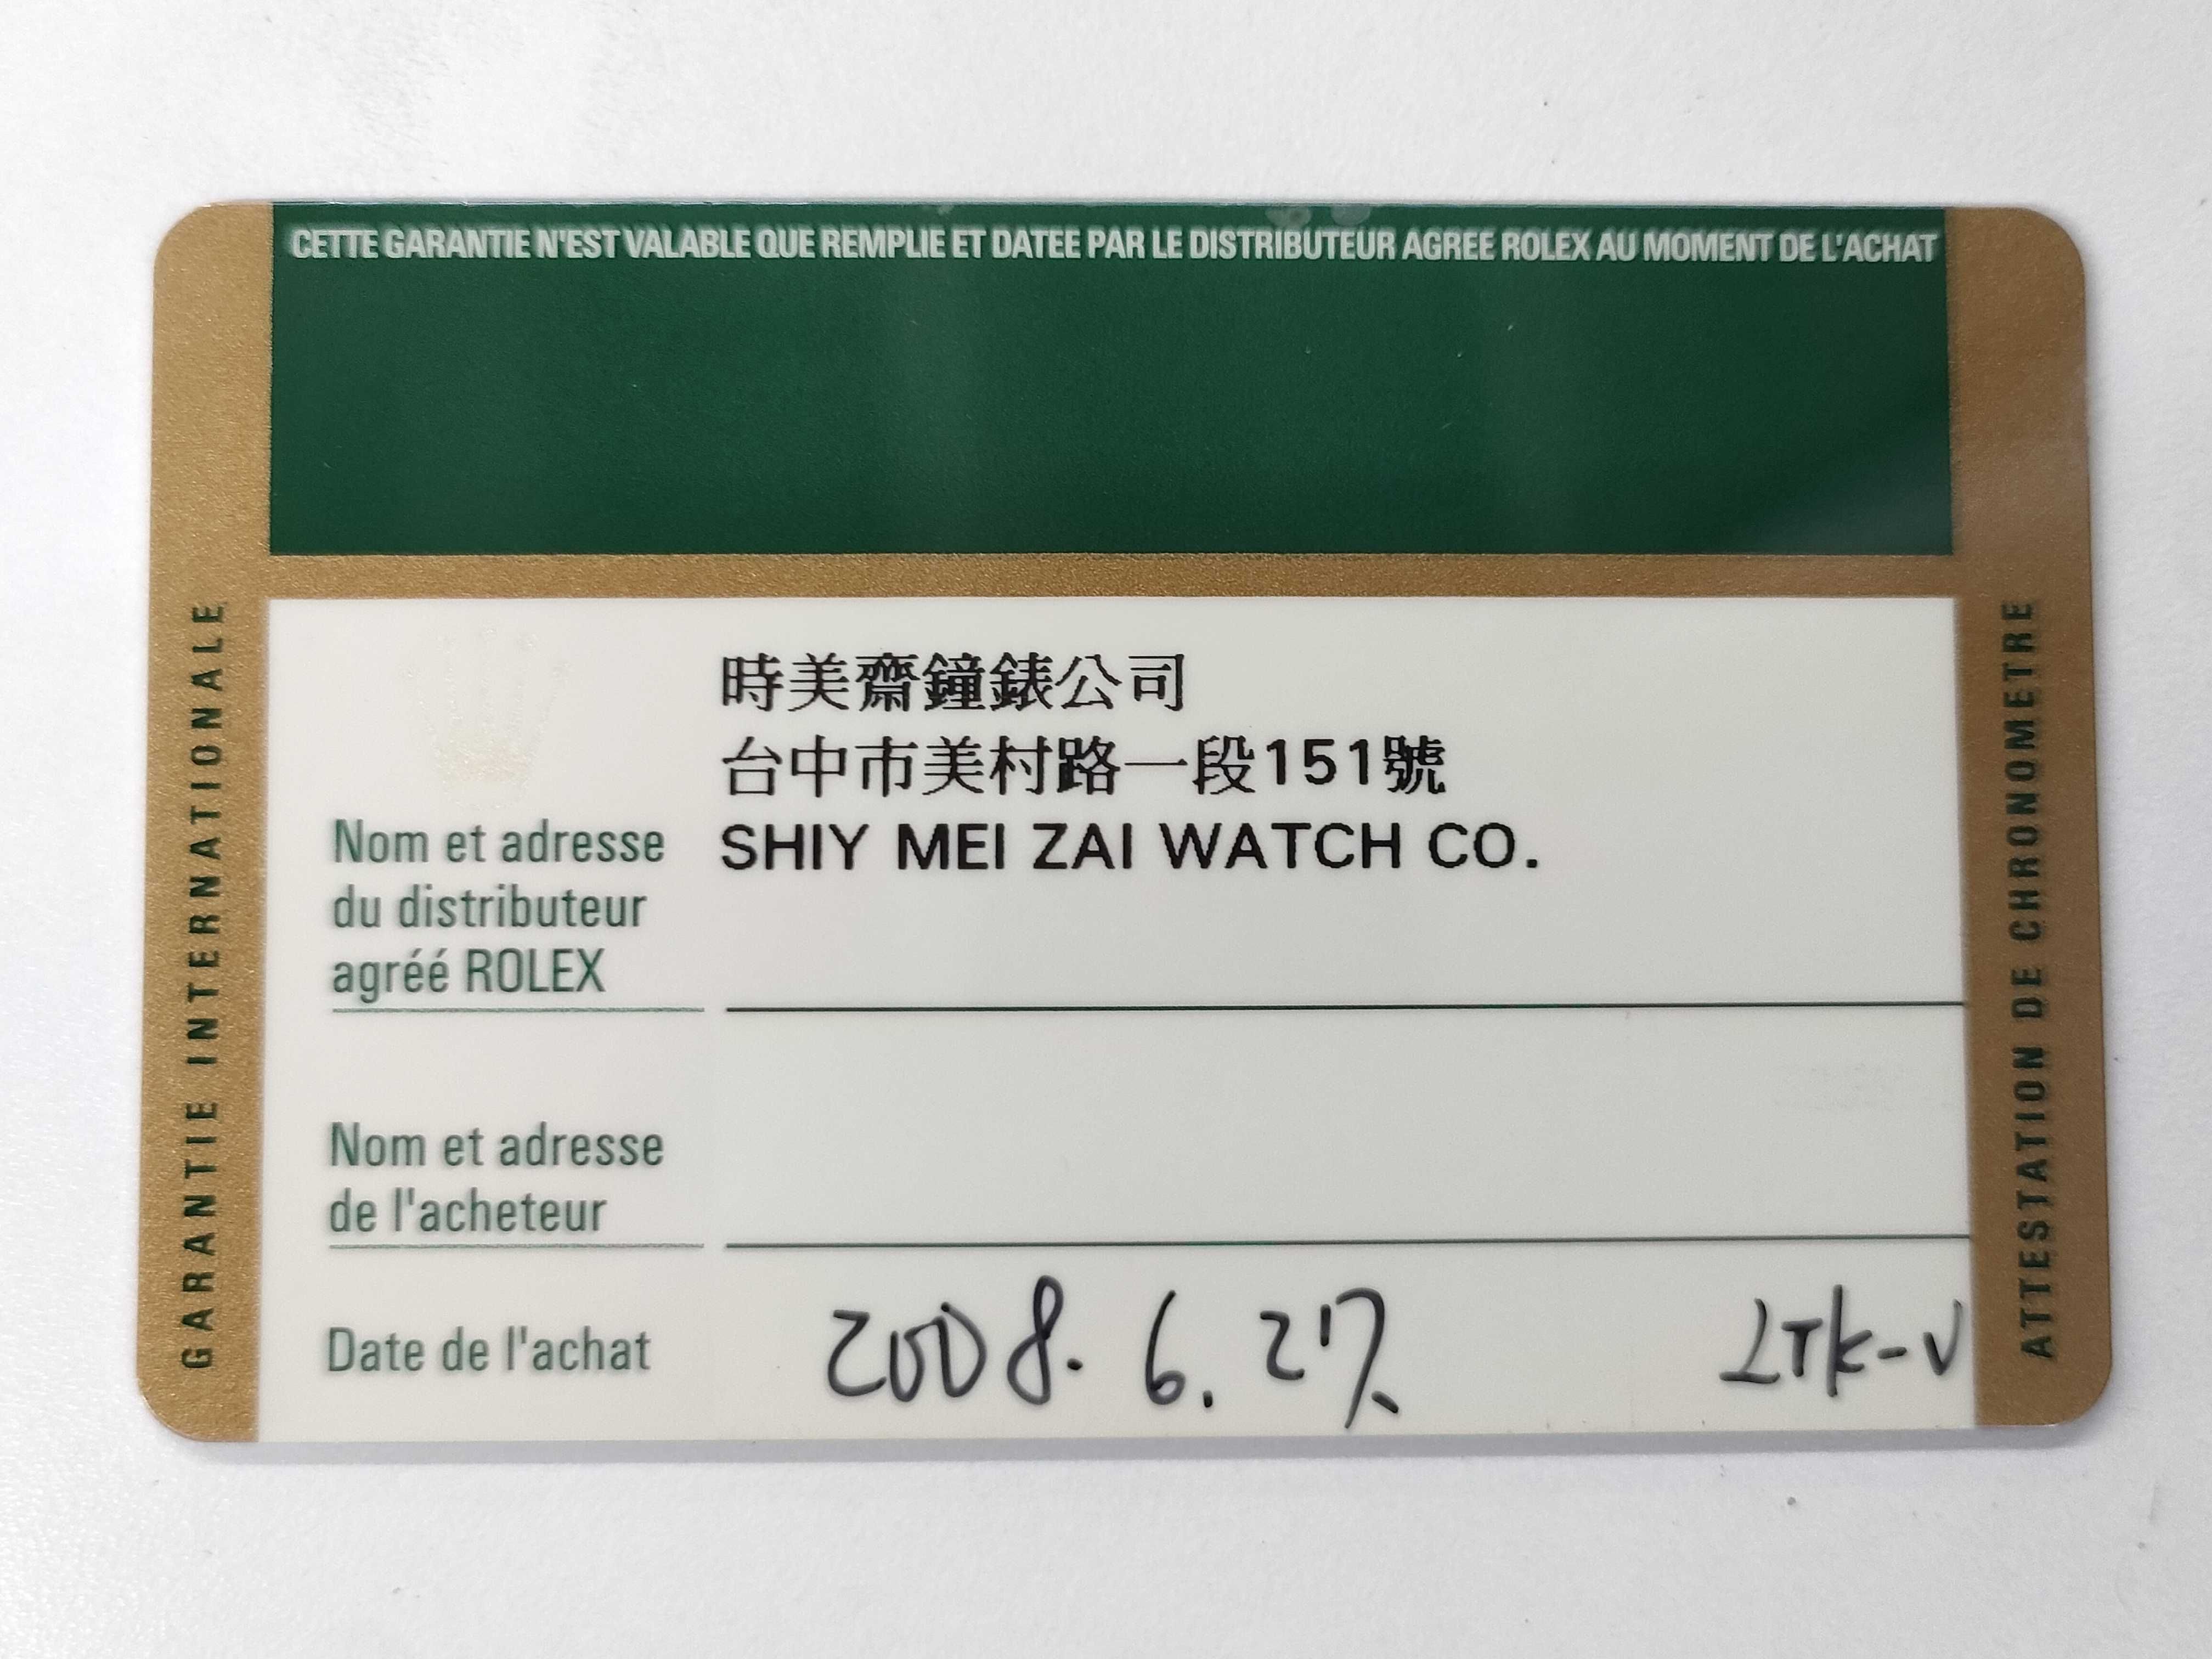 CETTE GARANTIE N'EST VALABLE QUE REMPLIE ET DATEE PAR LE DISTRIBUTEUR AGREE ROLEX AU MOMENT DE L'ACHAT
GARANTIE INTERNATIONALE
時美齋鐘錶公司
台中市美村路一段151號
SHIY MEI ZAI WATCH CO.
Nom et adresse
du distributeur
agréé ROLEX
Nom et adresse
de l'acheteur
Date de l'achat 2008. 6. 27.
ATTESTATION DE CHRONOMETRE